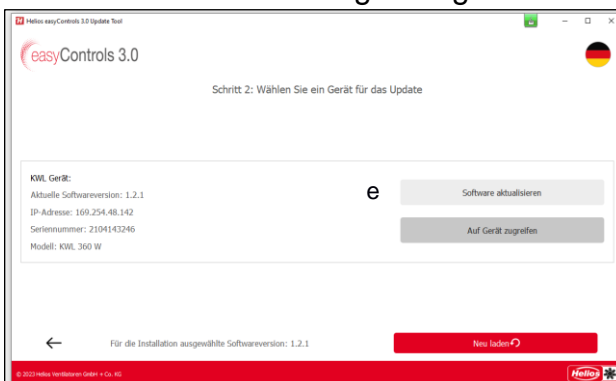 Helios easyControls 3.0 Update Tool
easyControls 3.0
Schritt 2: Wählen Sie ein Gerät für das Update
KWL Gerät:
Aktuelle Softwareversion: 1.2.1
IP-Adresse: 169.254.48.142
Seriennummer: 2104143246
Modell: KWL 360 W
e
Software aktualisieren
Auf Gerät zugreifen
Für die Installation ausgewählte Softwareversion: 1.2.1
Neu laden
© 2023 Helios Ventilatoren GmbH + Co. KG
Helios